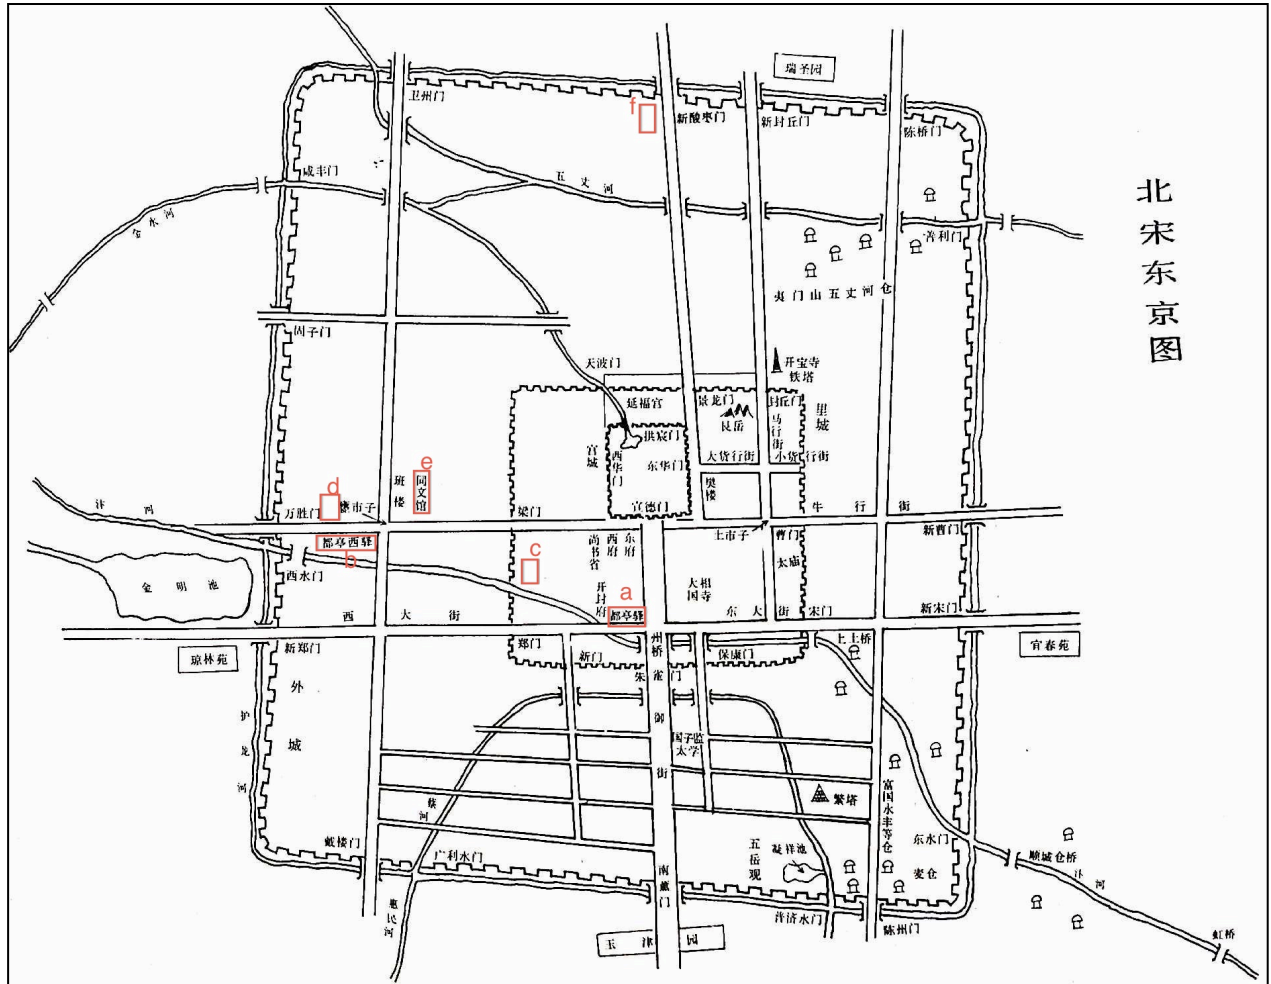 北宋东京图
瑞圣园
卫州门
f
新酸枣门
新封丘门
陈桥门
咸丰门
五丈河
金水河
善利门
夷门山五丈河仓
固子门
天波门
开宝寺
铁塔
延福宫
景龙门
封丘门
里城
艮岳
马行街
拱宸门
宫城
西华门
东华门
大货行街
小货行街
e
班楼
同文馆
d
樊楼
汴河
万胜门
市子
梁门
宣德门
牛行街
都亭西驿
b
尚书省
西府
东府
土市子
曹门
新曹门
c
太庙
西水门
金明池
开封府
a
大相
国寺
西大街
都亭驿
东大街
宋门
新宋门
琼林苑
新郑门
郑门
新门
州桥
保康门
上土桥
宜春苑
朱雀门
外城
护龙河
御街
国子监
太学
蔡河
繁塔
富国永丰等仓
戴楼门
广利水门
五岳观
凝祥池
东水门
顺城仓桥
南薰门
麦仓
汴河
惠民河
普济水门
陈州门
虹桥
玉津园